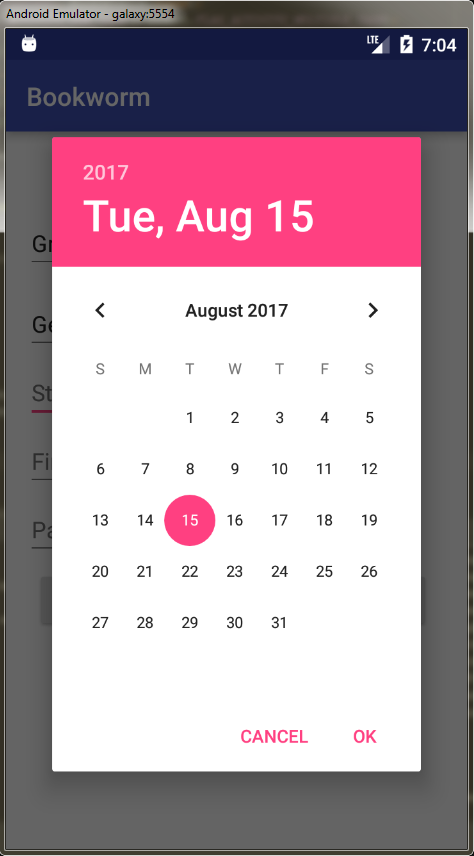 Android Emulator - galaxy:5554
LTE 7:04
Bookworm
2017
Tue, Aug 15
August 2017
S M T W T F S
1 2 3 4 5
6 7 8 9 10 11 12
13 14 15 16 17 18 19
20 21 22 23 24 25 26
27 28 29 30 31
CANCEL OK